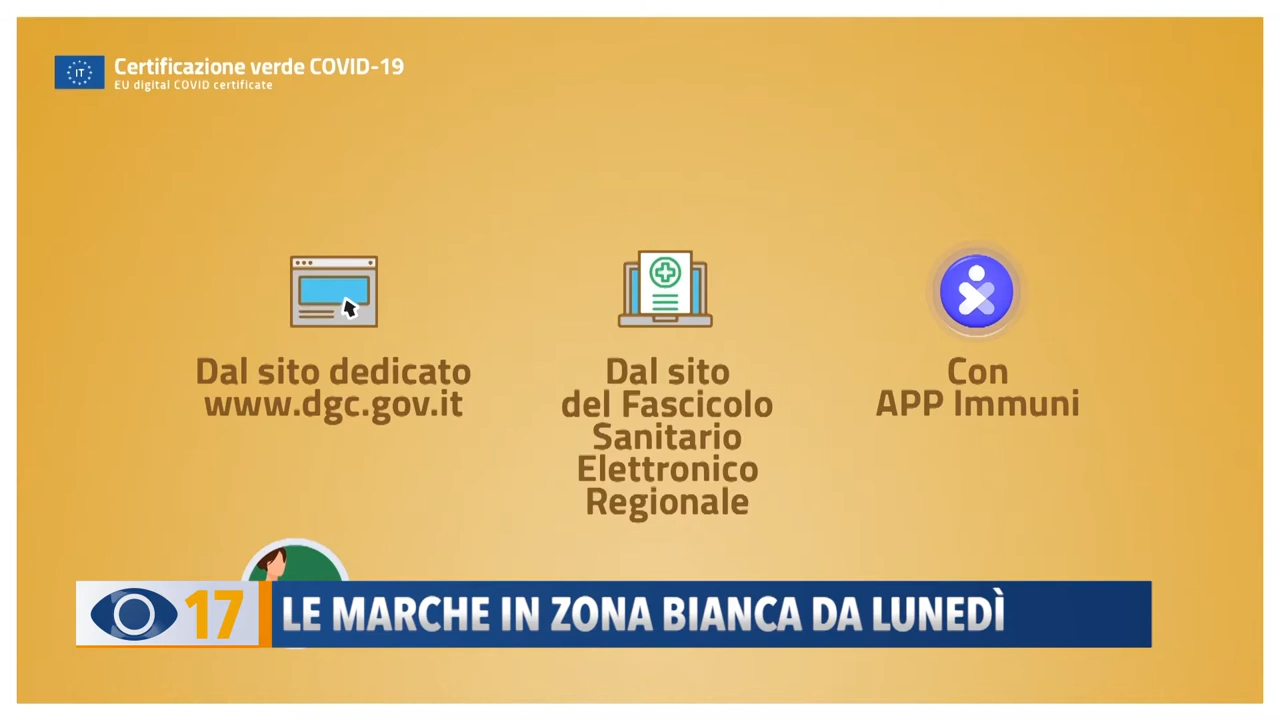 IT
Certificazione verde COVID-19
EU digital COVID certificate
Dal sito dedicato
www.dgc.gov.it
Dal sito
del Fascicolo
Sanitario
Elettronico
Regionale
Con
APP Immuni
17
LE MARCHE IN ZONA BIANCA DA LUNEDÌ